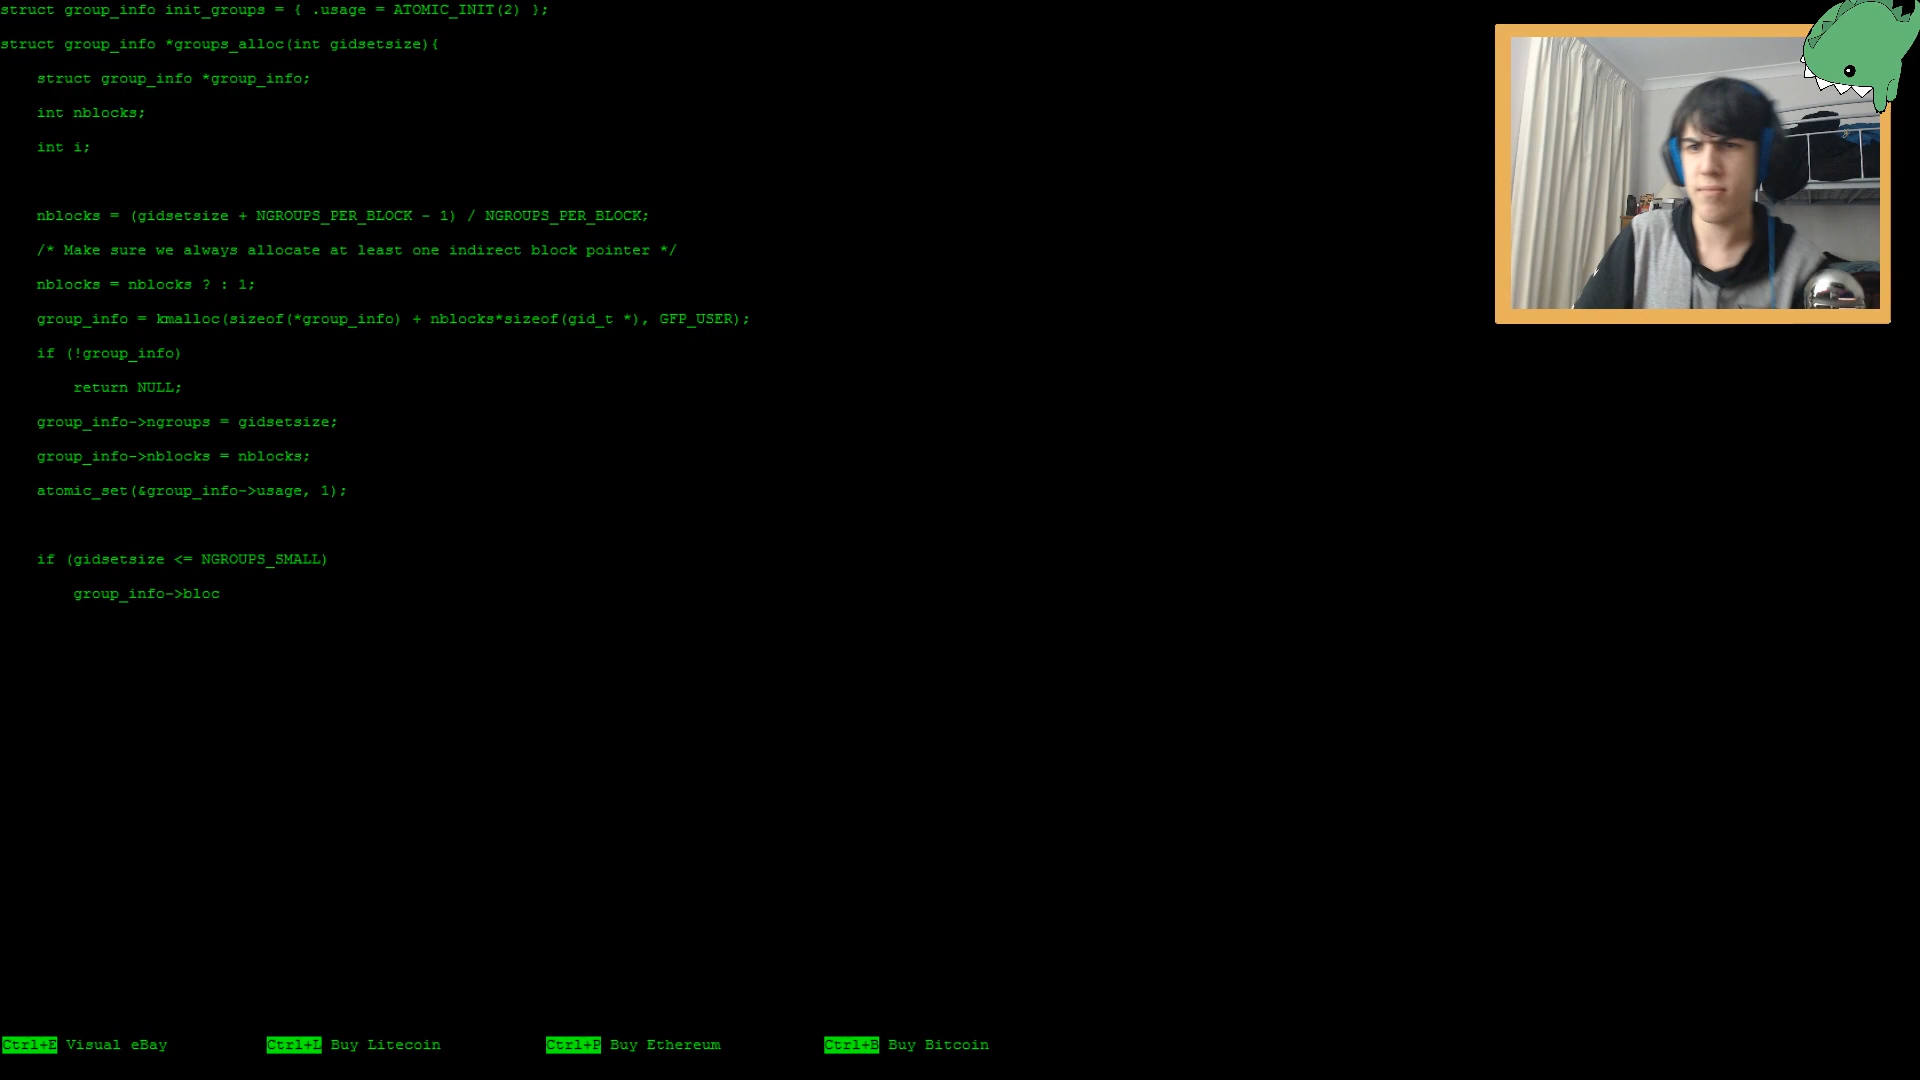 struct group_info init_groups = { .usage = ATOMIC_INIT(2) };
struct group_info *groups_alloc(int gidsetsize){
    struct group_info *group_info;
    int nblocks;
    int i;
    nblocks = (gidsetsize + NGROUPS_PER_BLOCK - 1) / NGROUPS_PER_BLOCK;
    /* Make sure we always allocate at least one indirect block pointer */
    nblocks = nblocks ? : 1;
    group_info = kmalloc(sizeof(*group_info) + nblocks*sizeof(gid_t *), GFP_USER);
    if (!group_info)
        return NULL;
    group_info->ngroups = gidsetsize;
    group_info->nblocks = nblocks;
    atomic_set(&group_info->usage, 1);
    if (gidsetsize <= NGROUPS_SMALL)
        group_info->bloc
Ctrl+E Visual eBay Ctrl+L Buy Litecoin Ctrl+P Buy Ethereum Ctrl+B Buy Bitcoin